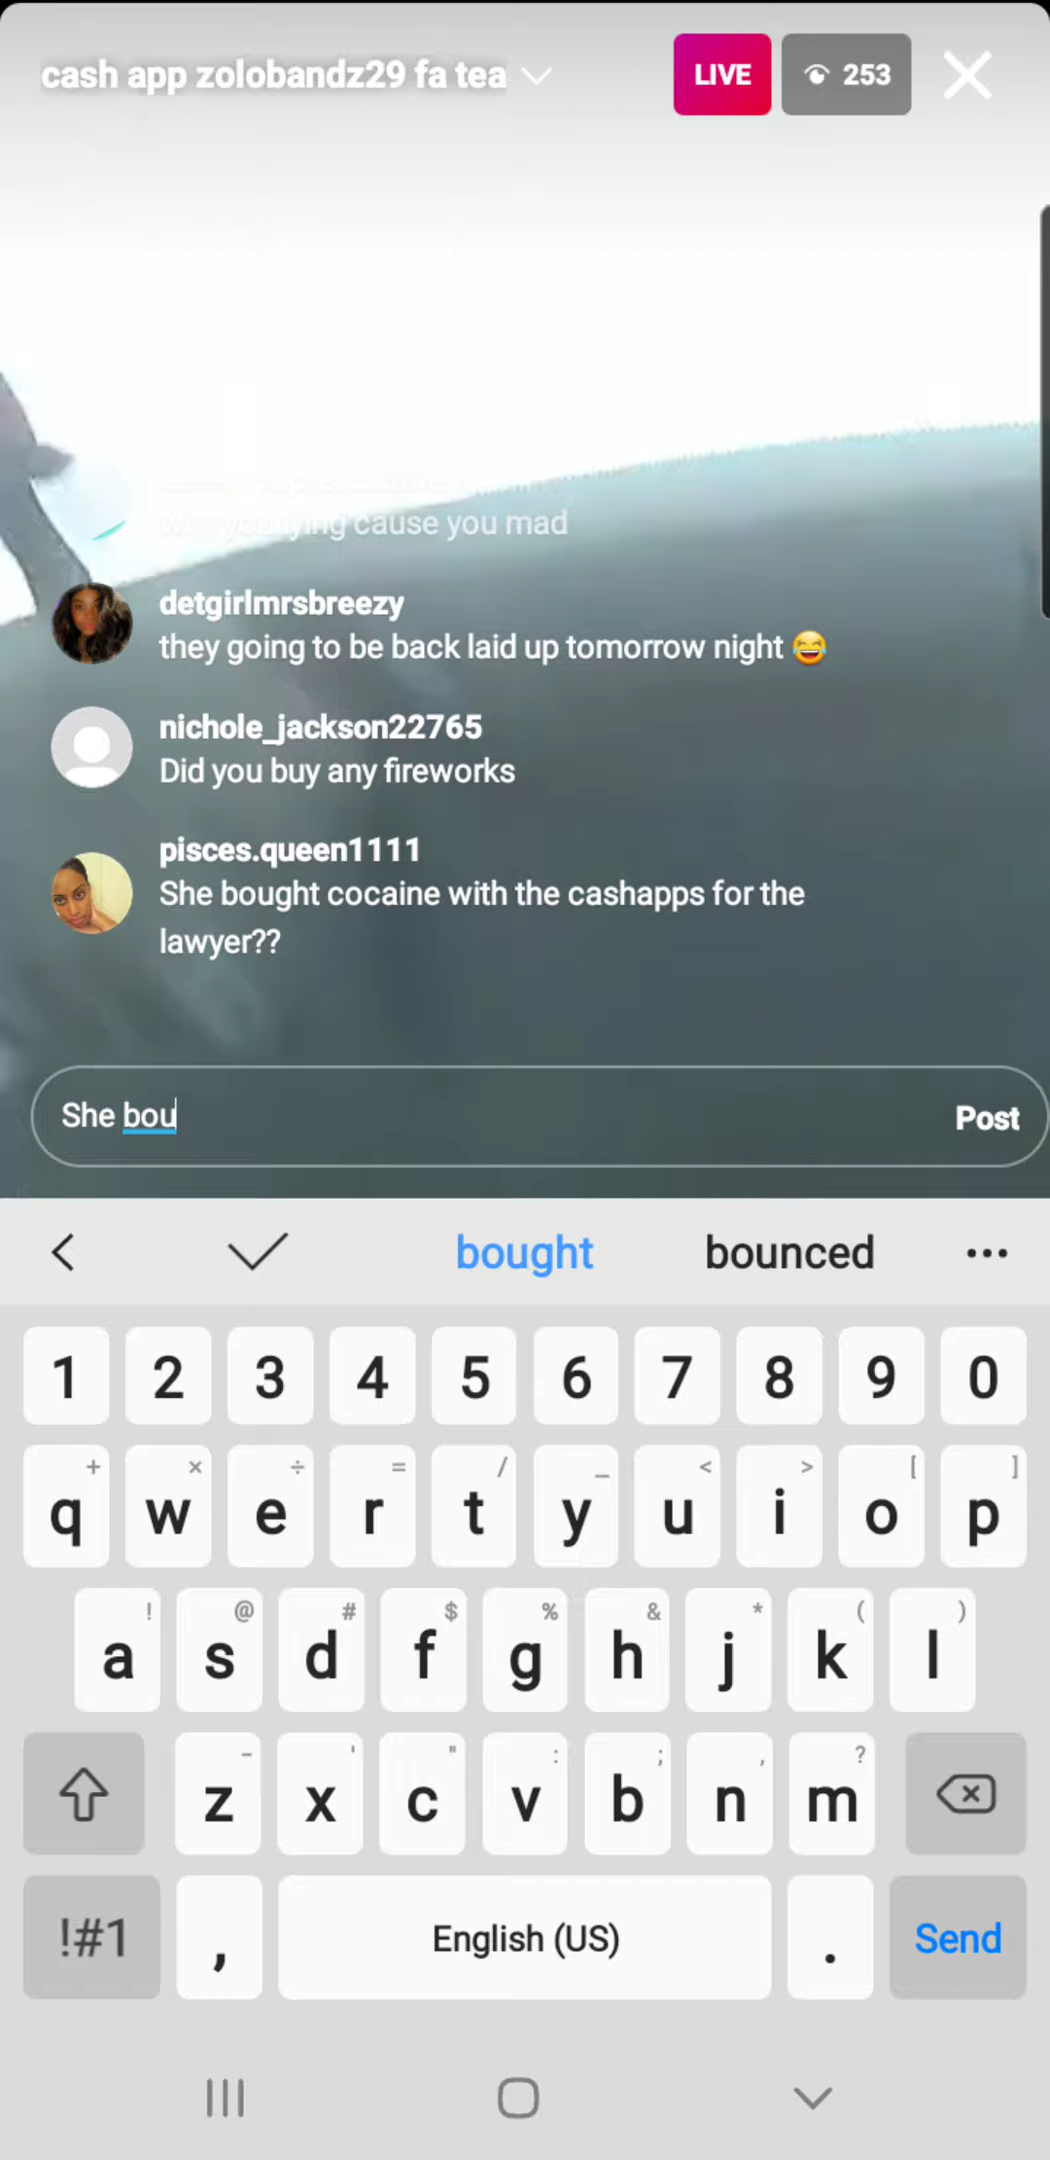 cash app zolobandz29 fa tea
LIVE
253
cause you mad
detgirlmrsbreezy
they going to be back laid up tomorrow night 😂
nichole_jackson22765
Did you buy any fireworks
pisces.queen1111
She bought cocaine with the cashapps for the
lawyer??
She bou
Post
bought bounced
1 2 3 4 5 6 7 8 9 0
+ × ÷ = / _ < > [ ]
q w e r t y u i o p
! @ # $ % & * ( )
a s d f g h j k l
- ' " : ; , ?
z x c v b n m
!#1 , English (US) . Send